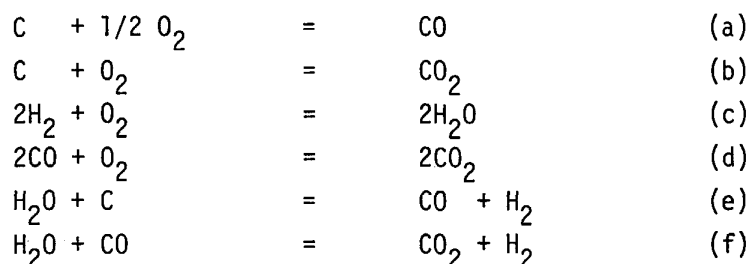 C + 1/2 O₂ = CO (a)
C + O₂ = CO₂ (b)
2H₂ + O₂ = 2H₂O (c)
2CO + O₂ = 2CO₂ (d)
H₂O + C = CO + H₂ (e)
H₂O + CO = CO₂ + H₂ (f)